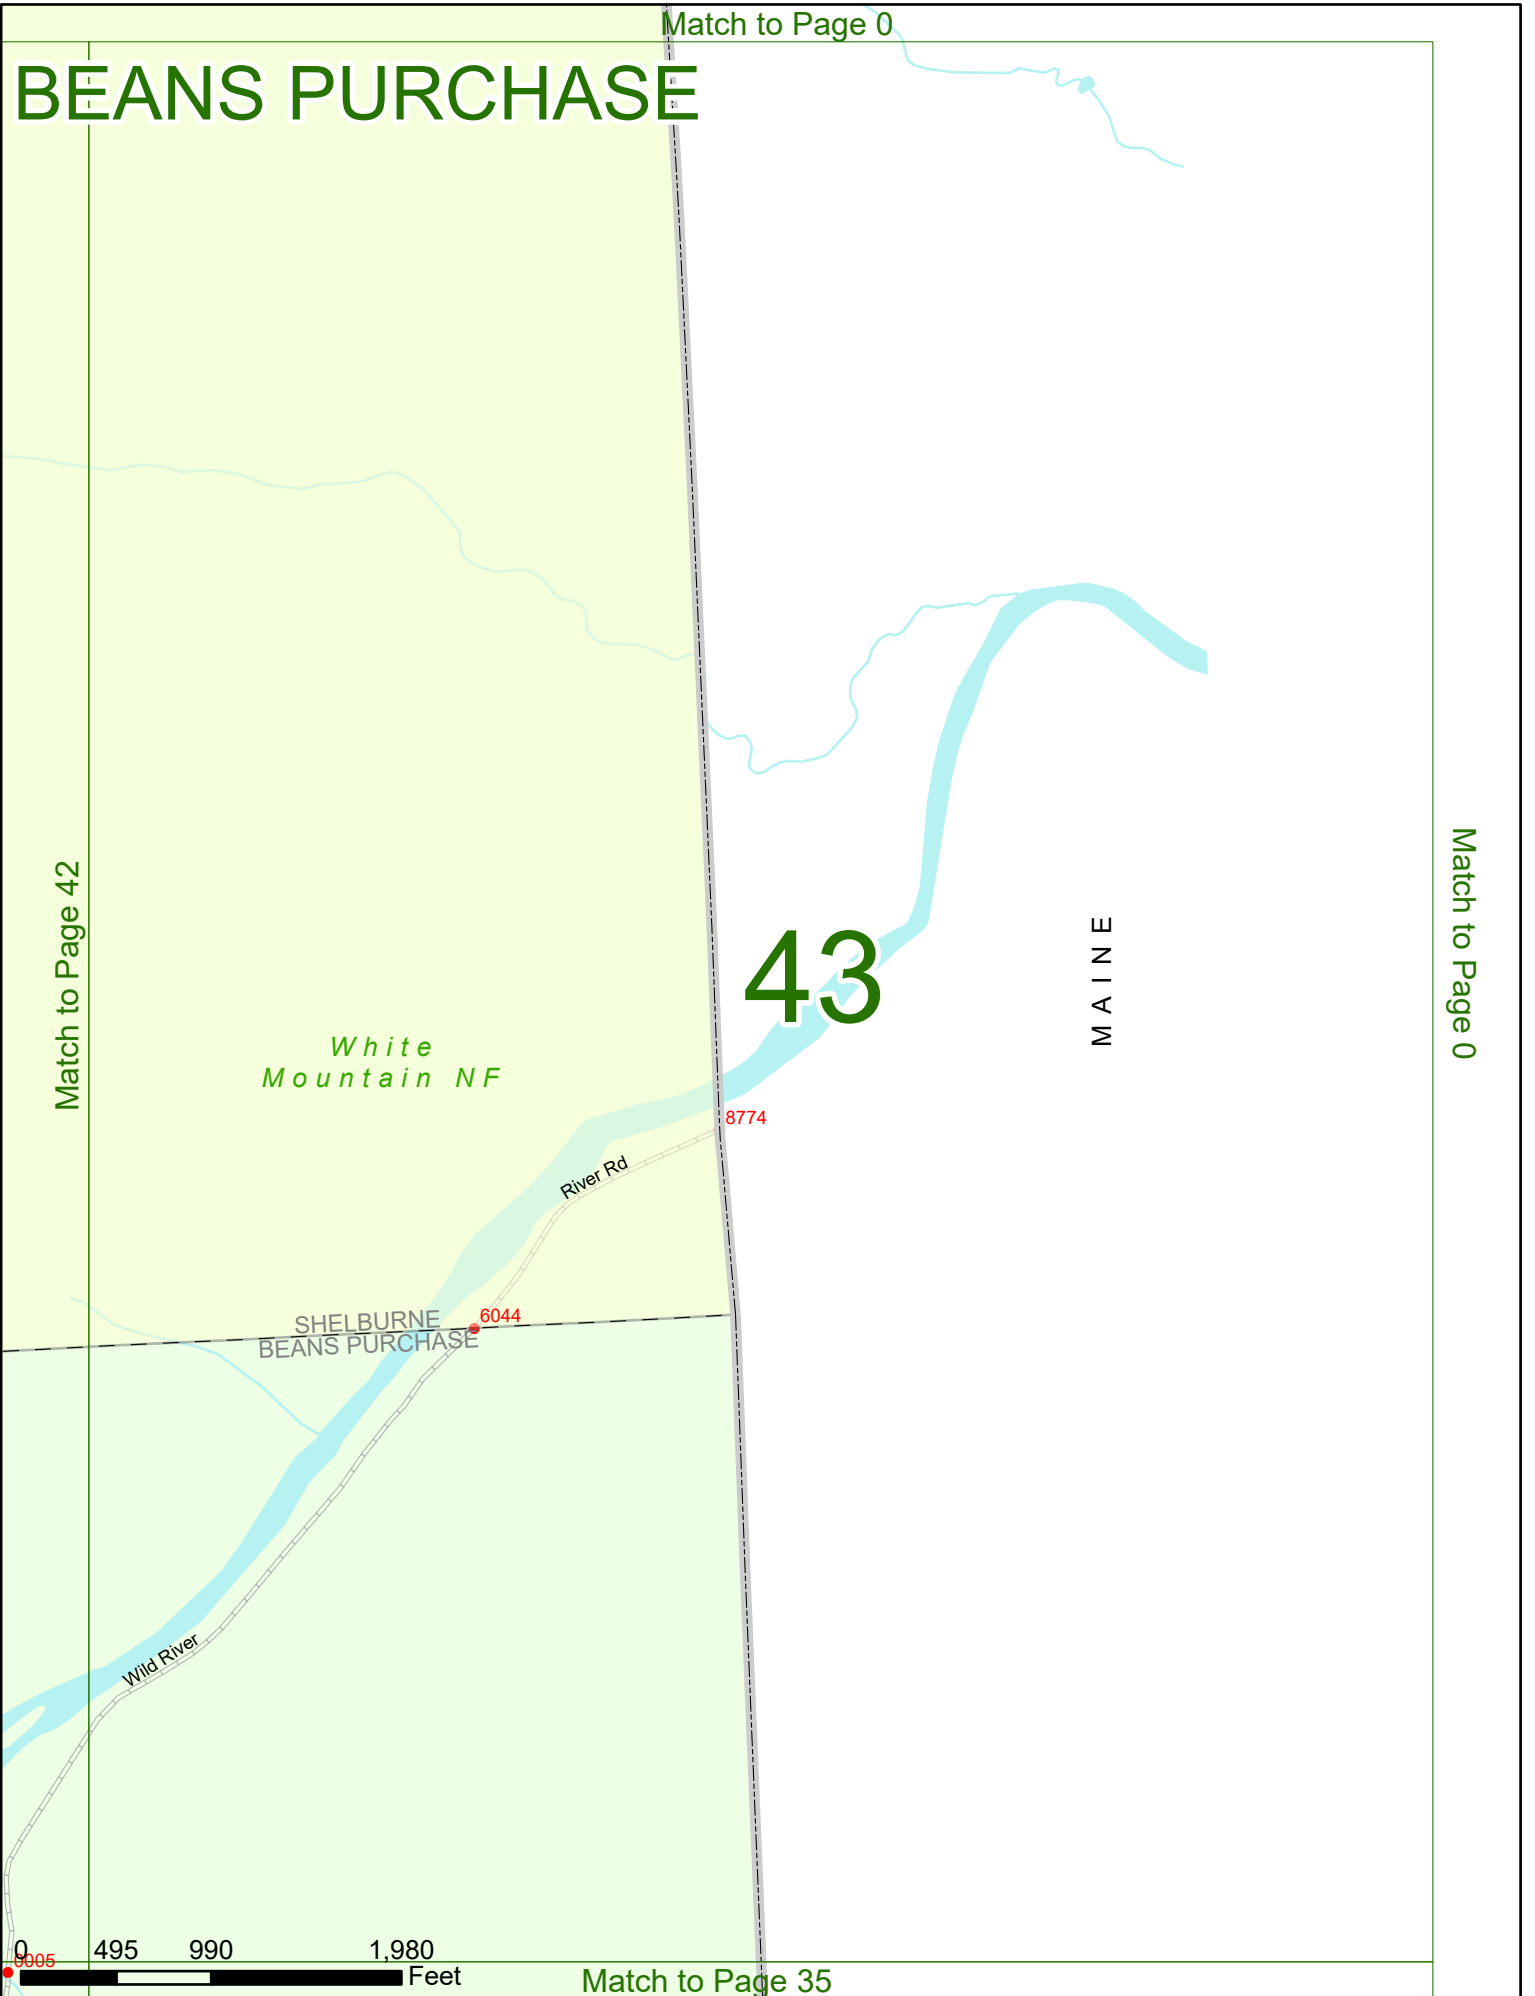 Match to Page 0
BEANS PURCHASE
Match to Page 42
Match to Page 0
43
MAINE
White
Mountain NF
8774
River Rd
6044
SHELBURNE
BEANS PURCHASE
Wild River
0 495 990 1,980
0005
Feet
Match to Page 35